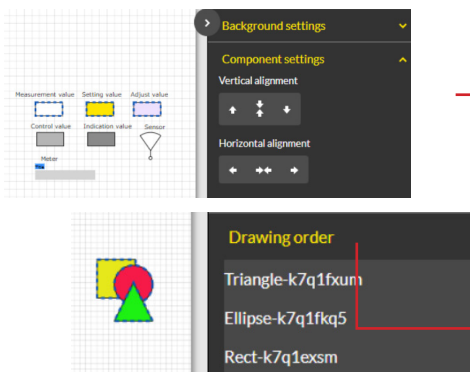 Background settings
Component settings
Vertical alignment
Measurement value Setting value Adjust value
Control value Indication value Sensor
Horizontal alignment
Meter
Drawing order
Triangle-k7q1fxum
Ellipse-k7q1fkq5
Rect-k7q1exsm